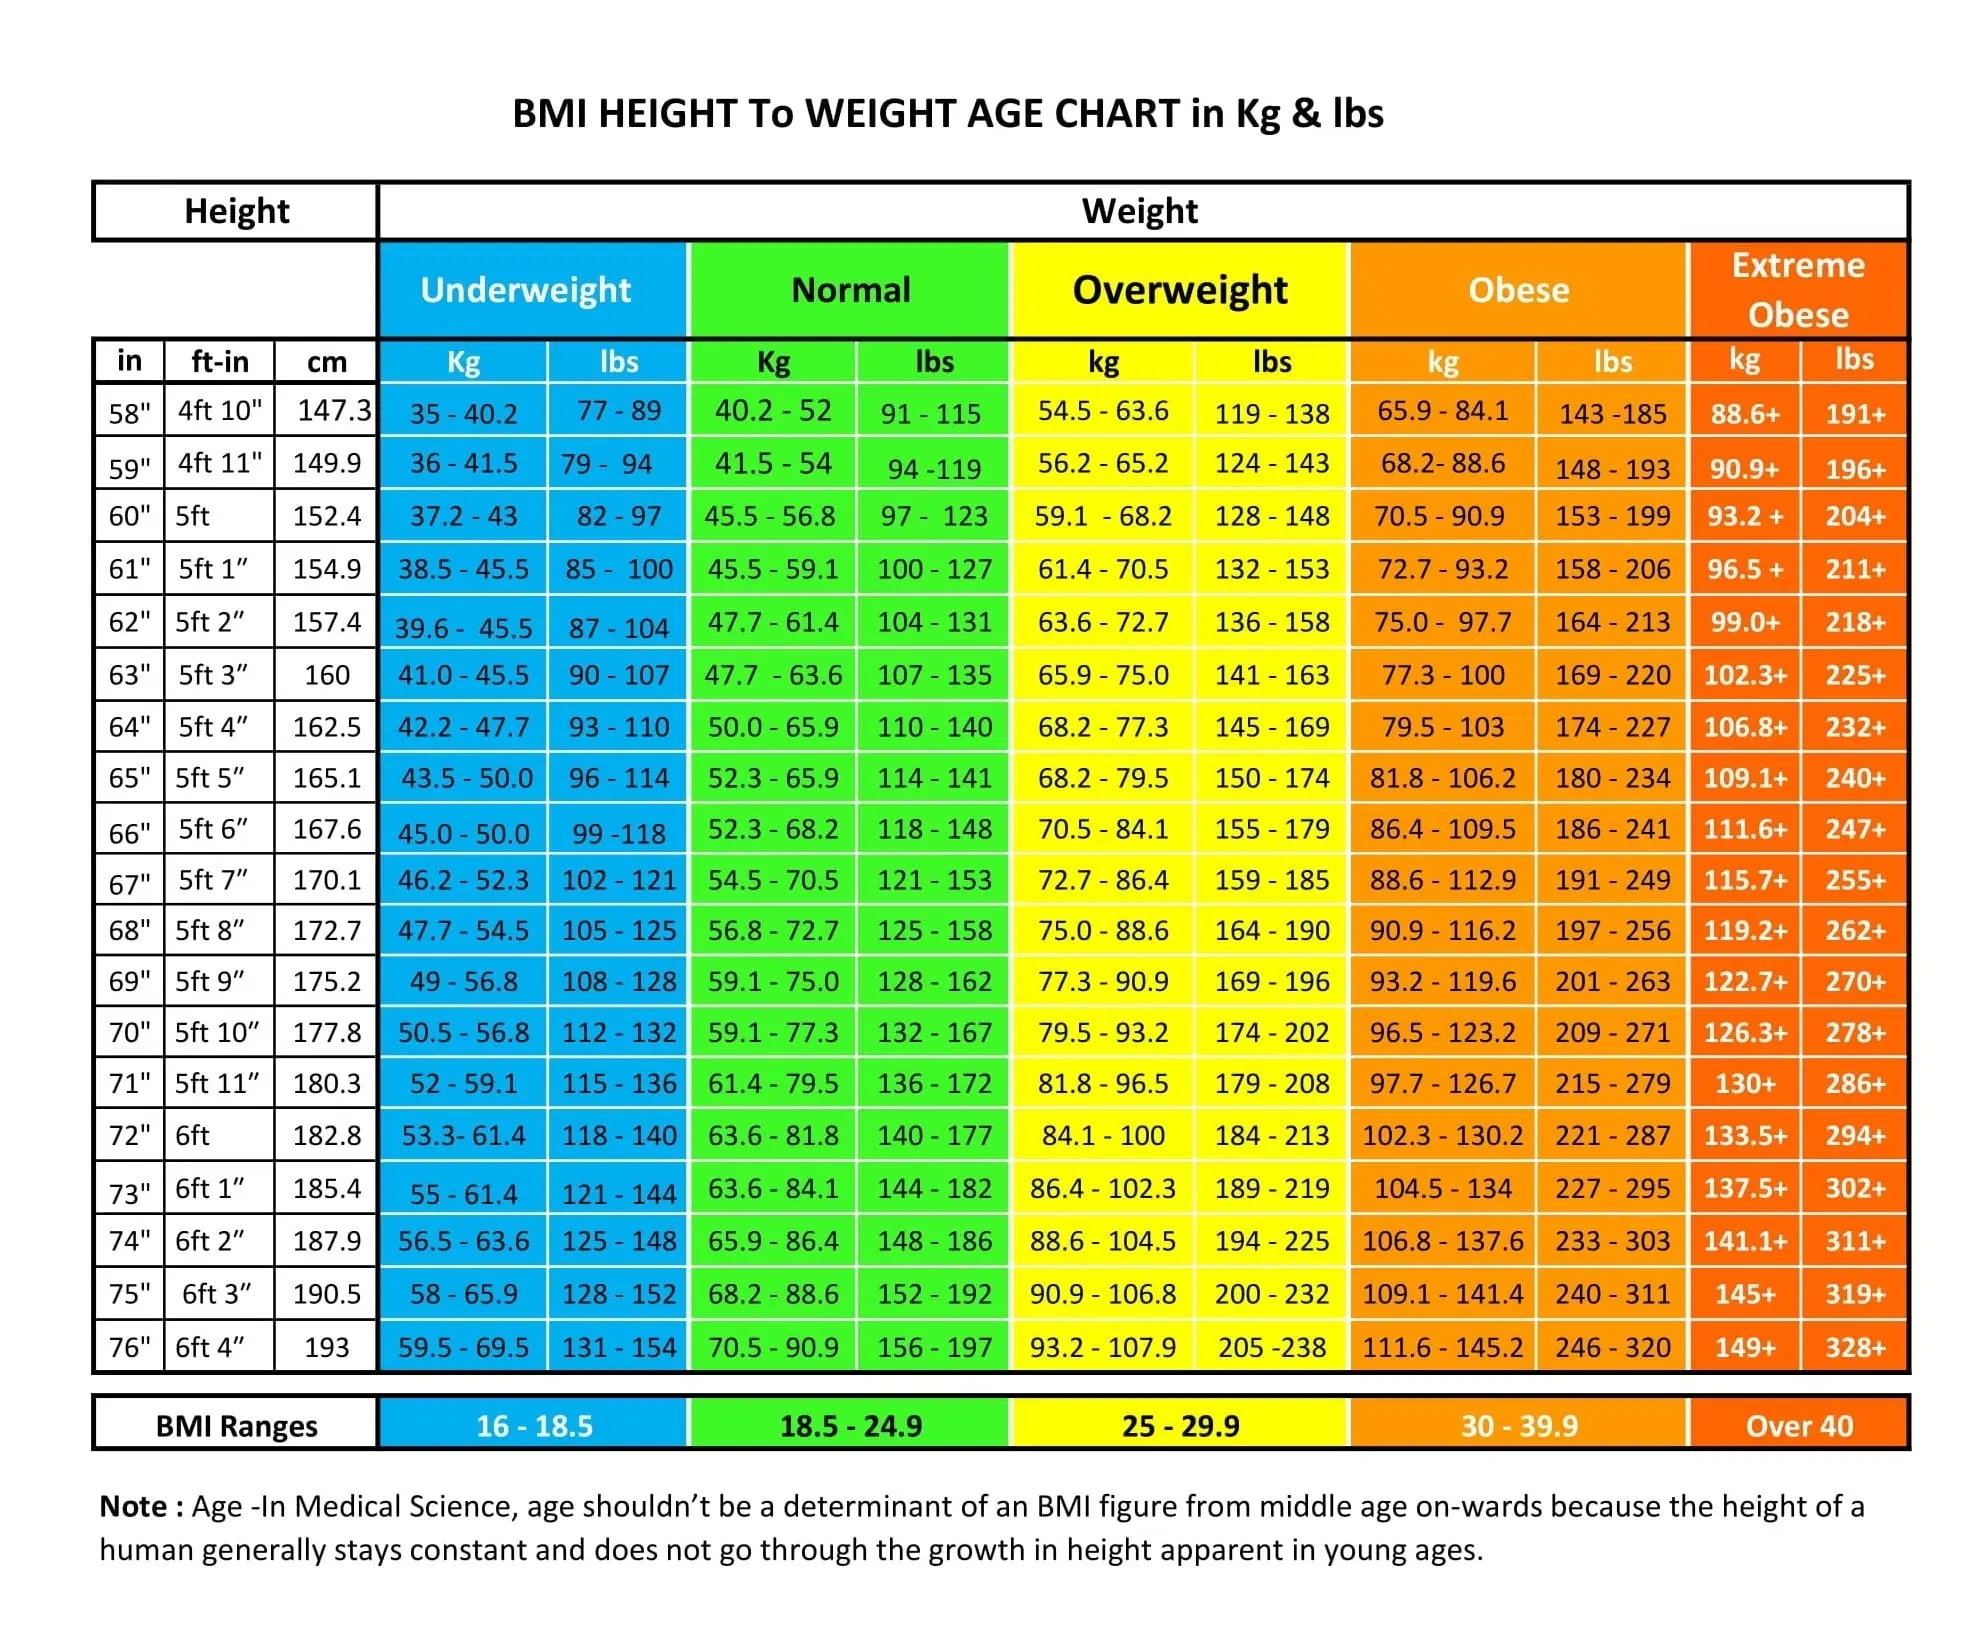 BMI HEIGHT To WEIGHT AGE CHART in Kg & lbs
Height Weight
Underweight Normal Overweight Obese Extreme Obese
in ft-in cm Kg lbs Kg lbs kg lbs kg lbs kg lbs
58" 4ft 10" 147.3 35 - 40.2 77 - 89 40.2 - 52 91 - 115 54.5 - 63.6 119 - 138 65.9 - 84.1 143 -185 88.6+ 191+
59" 4ft 11" 149.9 36 - 41.5 79 - 94 41.5 - 54 94 -119 56.2 - 65.2 124 - 143 68.2- 88.6 148 - 193 90.9+ 196+
60" 5ft 152.4 37.2 - 43 82 - 97 45.5 - 56.8 97 - 123 59.1 - 68.2 128 - 148 70.5 - 90.9 153 - 199 93.2 + 204+
61" 5ft 1” 154.9 38.5 - 45.5 85 - 100 45.5 - 59.1 100 - 127 61.4 - 70.5 132 - 153 72.7 - 93.2 158 - 206 96.5 + 211+
62" 5ft 2” 157.4 39.6 - 45.5 87 - 104 47.7 - 61.4 104 - 131 63.6 - 72.7 136 - 158 75.0 - 97.7 164 - 213 99.0+ 218+
63" 5ft 3” 160 41.0 - 45.5 90 - 107 47.7 - 63.6 107 - 135 65.9 - 75.0 141 - 163 77.3 - 100 169 - 220 102.3+ 225+
64" 5ft 4” 162.5 42.2 - 47.7 93 - 110 50.0 - 65.9 110 - 140 68.2 - 77.3 145 - 169 79.5 - 103 174 - 227 106.8+ 232+
65" 5ft 5” 165.1 43.5 - 50.0 96 - 114 52.3 - 65.9 114 - 141 68.2 - 79.5 150 - 174 81.8 - 106.2 180 - 234 109.1+ 240+
66" 5ft 6” 167.6 45.0 - 50.0 99 -118 52.3 - 68.2 118 - 148 70.5 - 84.1 155 - 179 86.4 - 109.5 186 - 241 111.6+ 247+
67" 5ft 7” 170.1 46.2 - 52.3 102 - 121 54.5 - 70.5 121 - 153 72.7 - 86.4 159 - 185 88.6 - 112.9 191 - 249 115.7+ 255+
68" 5ft 8” 172.7 47.7 - 54.5 105 - 125 56.8 - 72.7 125 - 158 75.0 - 88.6 164 - 190 90.9 - 116.2 197 - 256 119.2+ 262+
69" 5ft 9” 175.2 49 - 56.8 108 - 128 59.1 - 75.0 128 - 162 77.3 - 90.9 169 - 196 93.2 - 119.6 201 - 263 122.7+ 270+
70" 5ft 10” 177.8 50.5 - 56.8 112 - 132 59.1 - 77.3 132 - 167 79.5 - 93.2 174 - 202 96.5 - 123.2 209 - 271 126.3+ 278+
71" 5ft 11” 180.3 52 - 59.1 115 - 136 61.4 - 79.5 136 - 172 81.8 - 96.5 179 - 208 97.7 - 126.7 215 - 279 130+ 286+
72" 6ft 182.8 53.3- 61.4 118 - 140 63.6 - 81.8 140 - 177 84.1 - 100 184 - 213 102.3 - 130.2 221 - 287 133.5+ 294+
73" 6ft 1” 185.4 55 - 61.4 121 - 144 63.6 - 84.1 144 - 182 86.4 - 102.3 189 - 219 104.5 - 134 227 - 295 137.5+ 302+
74" 6ft 2” 187.9 56.5 - 63.6 125 - 148 65.9 - 86.4 148 - 186 88.6 - 104.5 194 - 225 106.8 - 137.6 233 - 303 141.1+ 311+
75" 6ft 3” 190.5 58 - 65.9 128 - 152 68.2 - 88.6 152 - 192 90.9 - 106.8 200 - 232 109.1 - 141.4 240 - 311 145+ 319+
76" 6ft 4” 193 59.5 - 69.5 131 - 154 70.5 - 90.9 156 - 197 93.2 - 107.9 205 -238 111.6 - 145.2 246 - 320 149+ 328+
BMI Ranges 16 - 18.5 18.5 - 24.9 25 - 29.9 30 - 39.9 Over 40
Note : Age -In Medical Science, age shouldn’t be a determinant of an BMI figure from middle age on-wards because the height of a
human generally stays constant and does not go through the growth in height apparent in young ages.